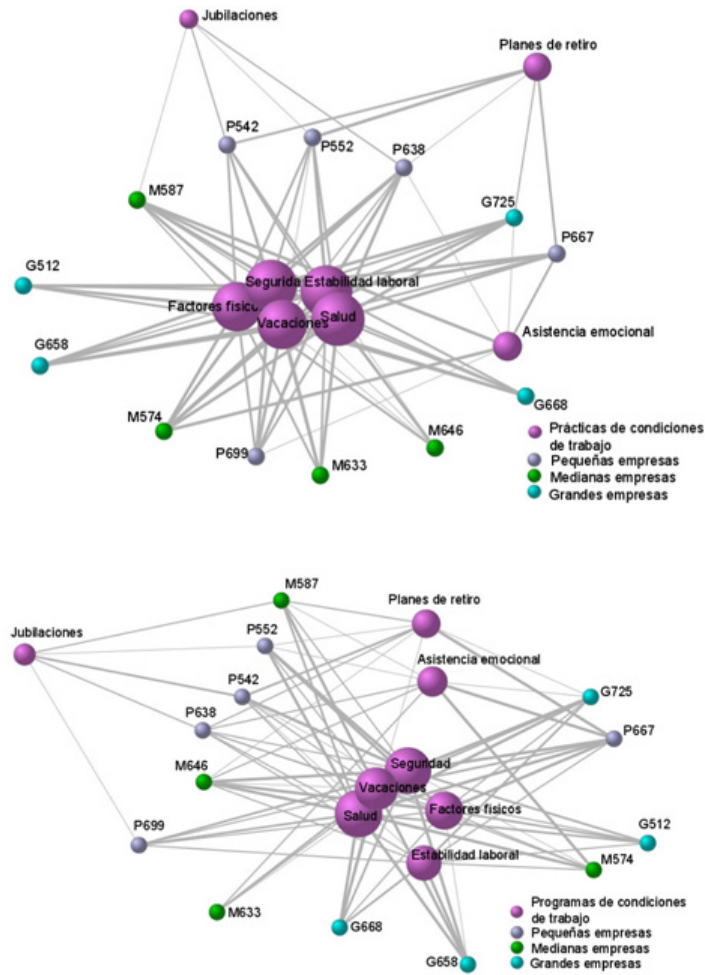 Jubilaciones
Planes de retiro
P542
P552
P638
M587
G725
P667
G512
Segurida
Estabilidad laboral
Factores fisico
Vacaciones
Salud
Asistencia emocional
G658
G668
M574
M646
P699
M633
Prácticas de condiciones
de trabajo
Pequeñas empresas
Medianas empresas
Grandes empresas
M587
Planes de retiro
Jubilaciones
P552
Asistencia emocional
P542
G725
P638
P667
M646
Seguridad
Vacaciones
Salud
Factores fisicos
P699
G512
Estabilidad laboral
M574
M633
G668
G658
Programas de condiciones
de trabajo
Pequeñas empresas
Medianas empresas
Grandes empresas